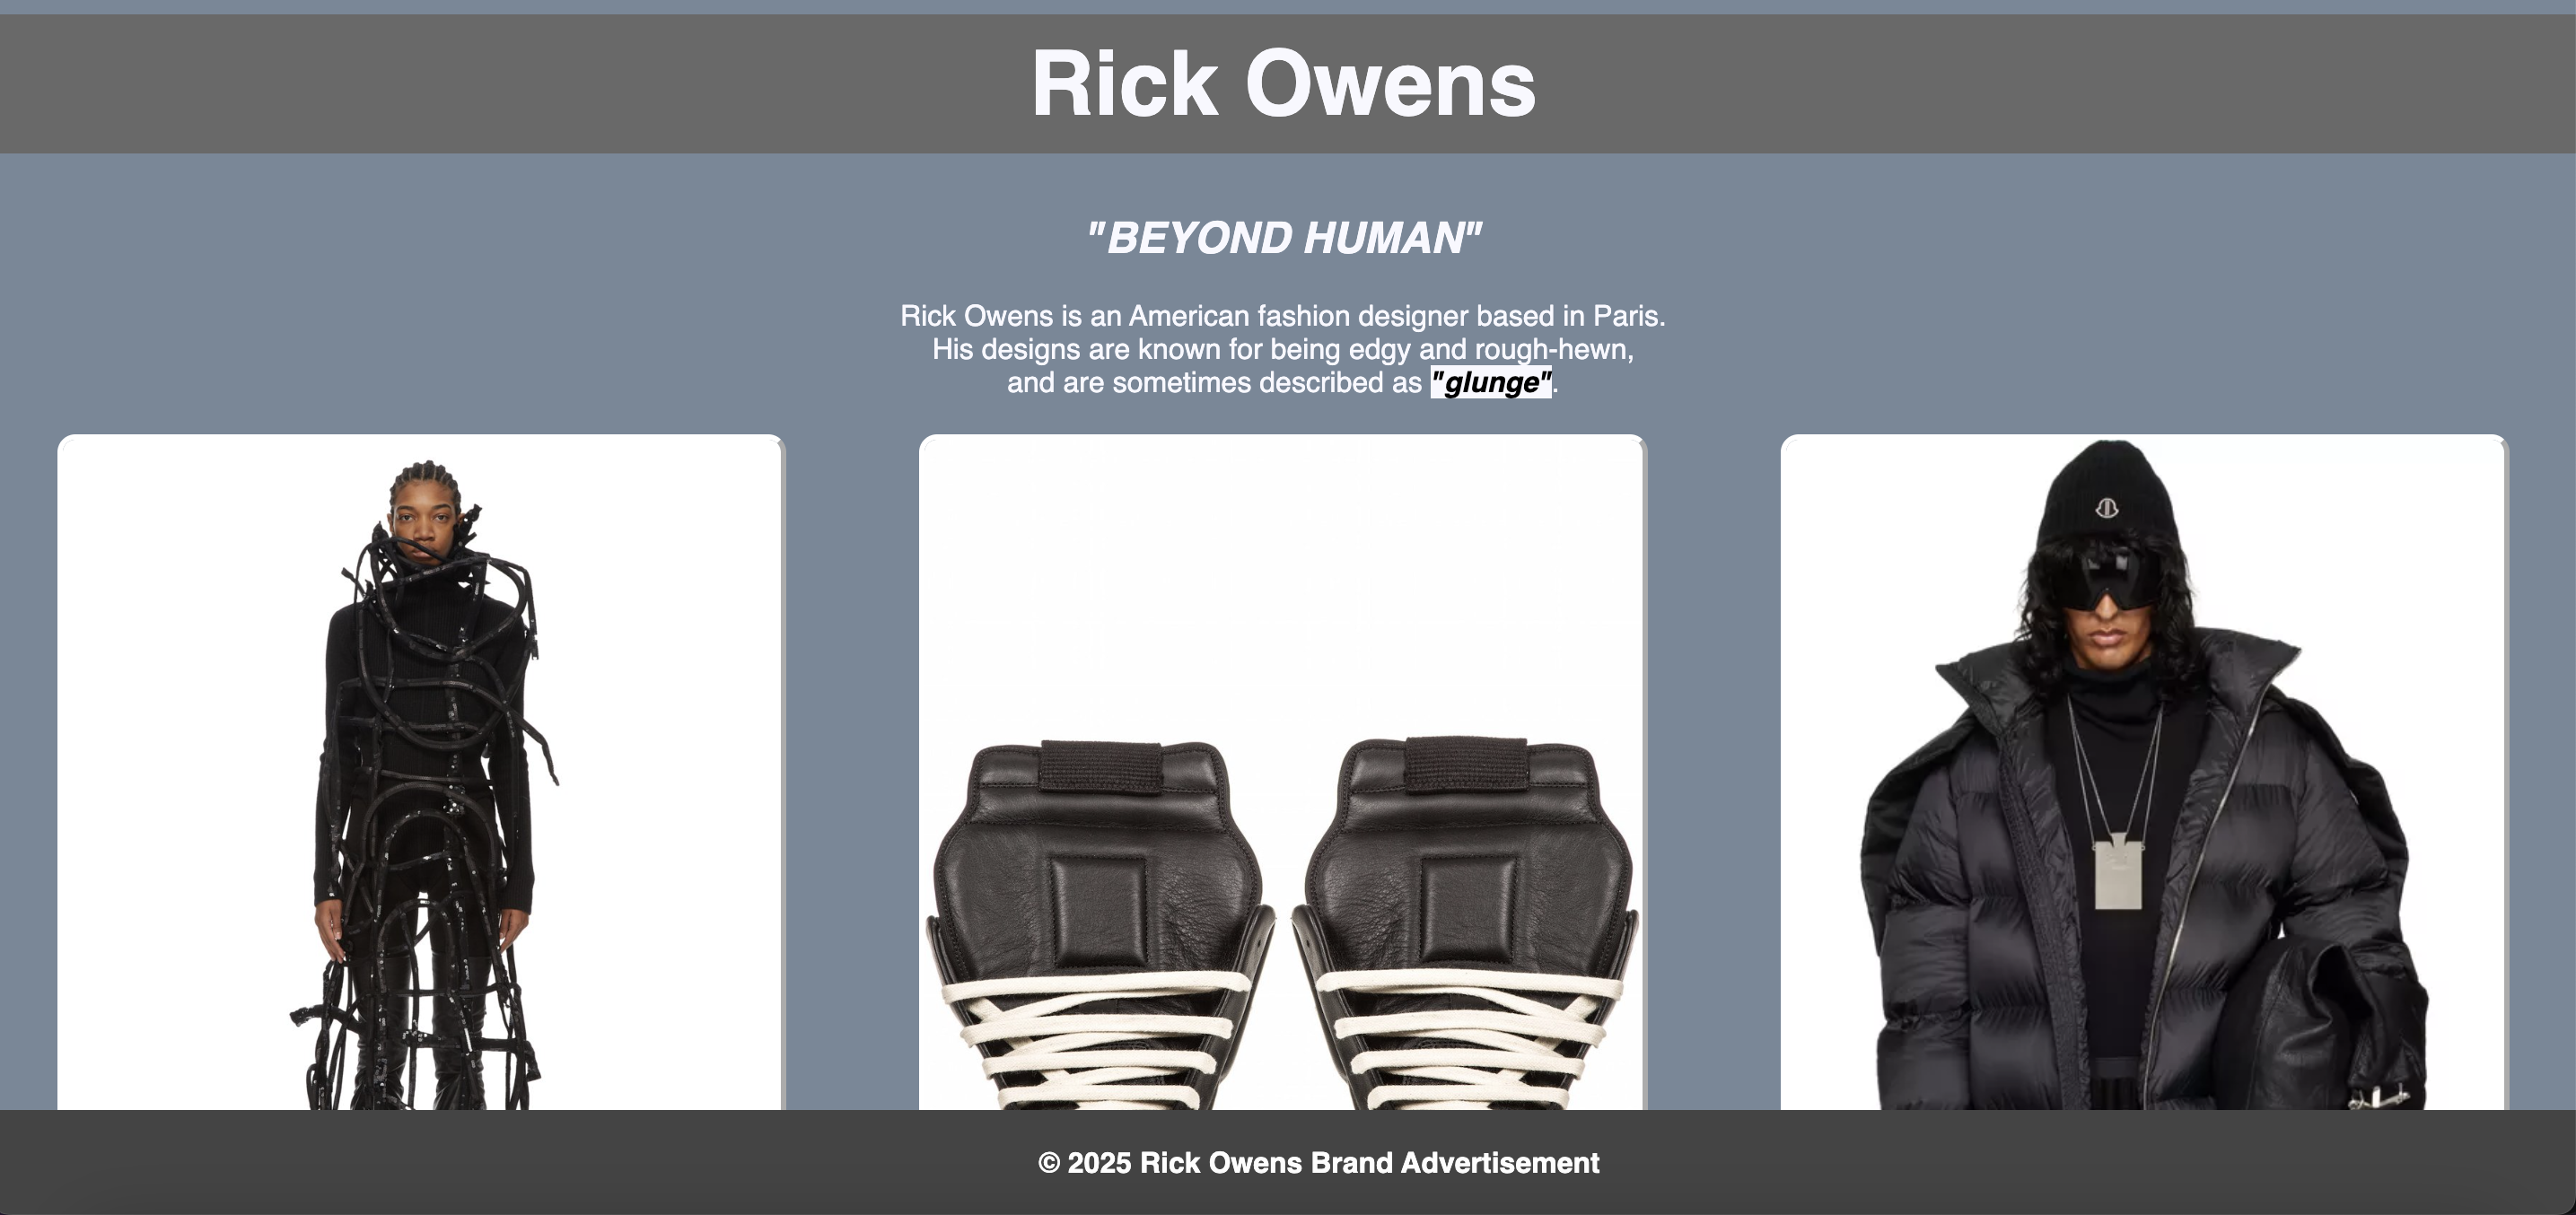 Rick Owens
"BEYOND HUMAN"
Rick Owens is an American fashion designer based in Paris.
His designs are known for being edgy and rough-hewn,
and are sometimes described as "glunge".
© 2025 Rick Owens Brand Advertisement